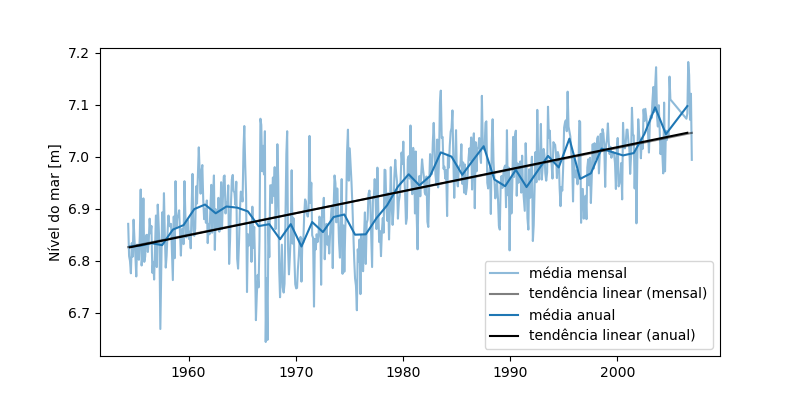 7.2
7.1
7.0
6.9
6.8
6.7
Nível do mar [m]
média mensal
tendência linear (mensal)
média anual
tendência linear (anual)
1960
1970
1980
1990
2000